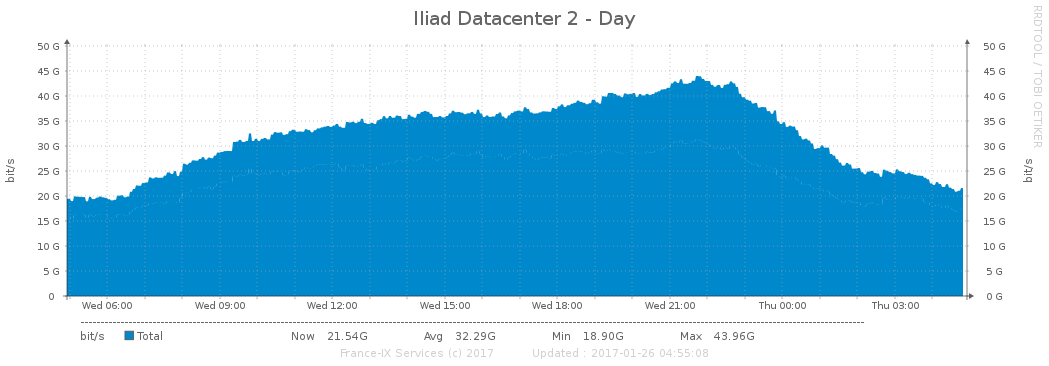 Iliad Datacenter 2 - Day
RRDTOOL / TOBI OETIKER
50 G 50 G
45 G 45 G
40 G 40 G
35 G 35 G
30 G 30 G
25 G 25 G
20 G 20 G
15 G 15 G
10 G 10 G
5 G 5 G
0 0 G
bit/s bit/s
Wed 06:00 Wed 09:00 Wed 12:00 Wed 15:00 Wed 18:00 Wed 21:00 Thu 00:00 Thu 03:00
bit/s Total Now 21.54G Avg 32.29G Min 18.90G Max 43.96G
France-IX Services (c) 2017 Updated : 2017-01-26 04:55:08